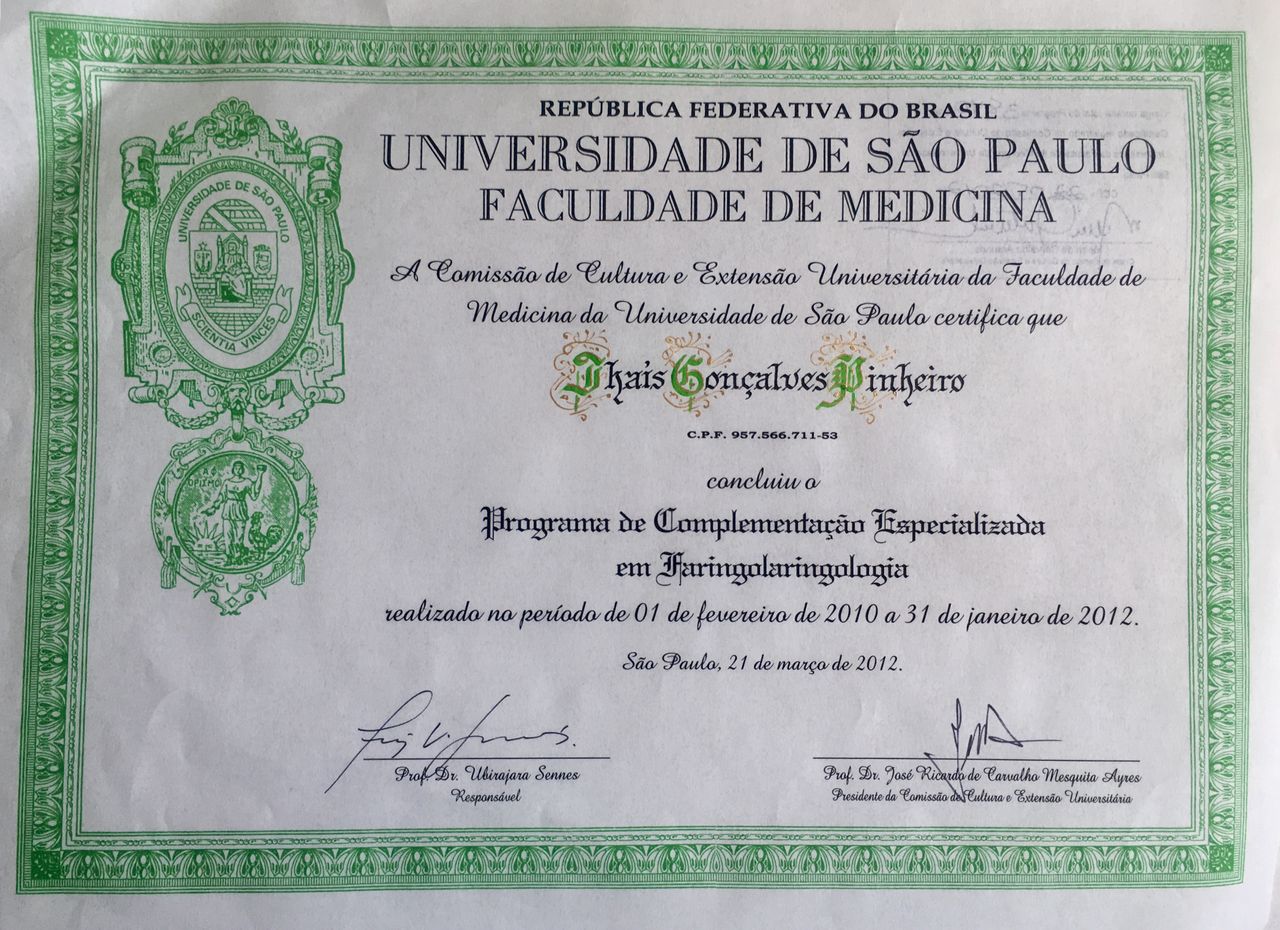 REPÚBLICA FEDERATIVA DO BRASIL
UNIVERSIDADE DE SÃO PAULO
FACULDADE DE MEDICINA
UNIVERSIDADE DE SÃO PAULO
SCIENTIA VINCES
OPTIMO
A Comissão de Cultura e Extensão Universitária da Faculdade de
Medicina da Universidade de São Paulo certifica que
Thais Gonçalves Pinheiro
C.P.F. 957.566.711-53
concluiu o
Programa de Complementação Especializada
em Faringolaringologia
realizado no período de 01 de fevereiro de 2010 a 31 de janeiro de 2012.
São Paulo, 21 de março de 2012.
Prof. Dr. Ubirajara Sennes
Responsável
Prof. Dr. José Ricardo de Carvalho Mesquita Ayres
Presidente da Comissão de Cultura e Extensão Universitária